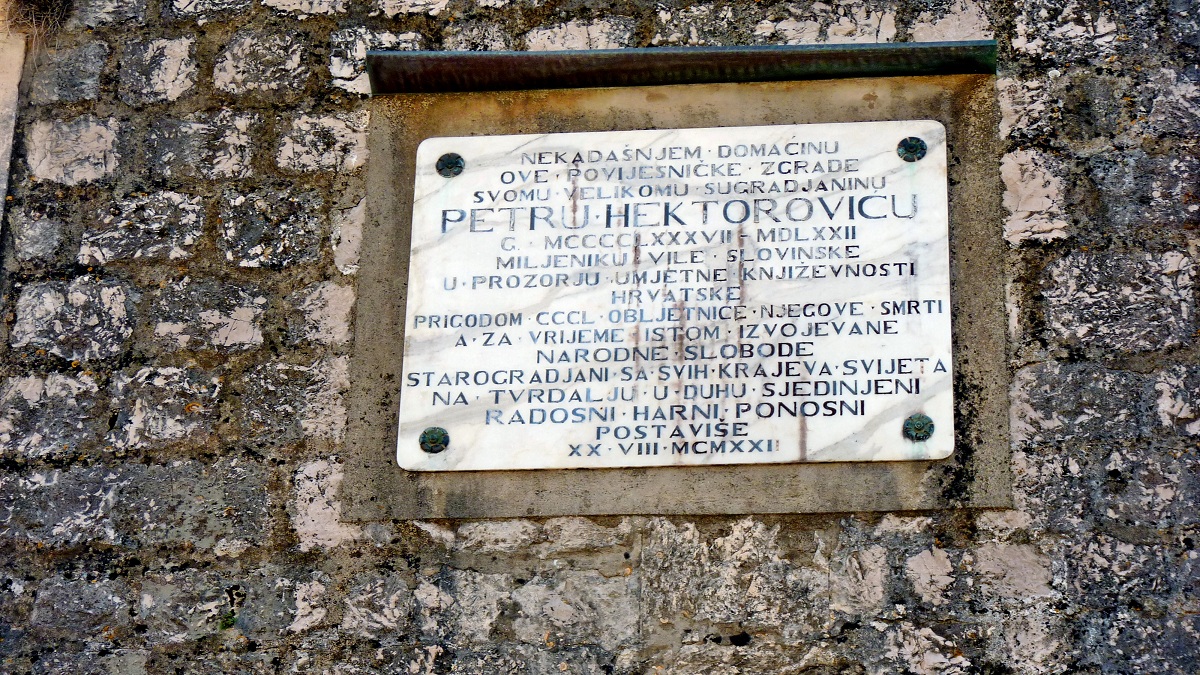 NEKADAŠNJEM · DOMAĆINU
OVE · POVIJESNIČKE · ZGRADE
SVOMU · VELIKOMU · SUGRADJANINU
PETRU · HEKTOROVICU
G. · MCCCCLXXXVII – MDLXXII
MILJENIKU · VILE · SLOVINSKE
U · PROZORJU · UMJETNE · KNJIŽEVNOSTI
HRVATSKE
PRIGODOM · CCCL · OBLJETNICE · NJEGOVE · SMRTI
A · ZA · VRIJEME · ISTOM · IZVOJEVANE
NARODNE · SLOBODE
STAROGRADJANI · SA · SVIH · KRAJEVA · SVIJETA
NA · TVRDALJU · U · DUHU · SJEDINJENI
RADOSNI · HARNI · PONOSNI
POSTAVIŠE
XX · VIII · MCMXXII